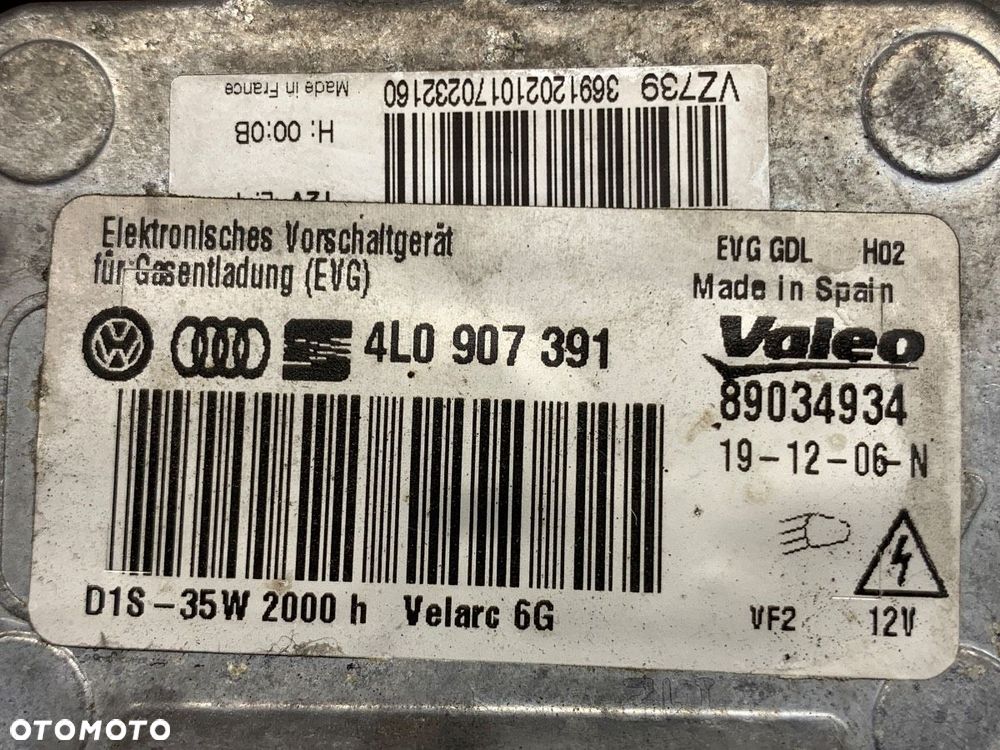 VZ739 369120210170232160
Made in France
H: 00:0B
Elektronisches Vorschaltgerät
für Gasentladung (EVG)
EVG GDL H02
Made in Spain
4L0 907 391
Valeo
89034934
19-12-06-N
D1S-35W 2000 h Velarc 6G
VF2 12V
OTOMOTO